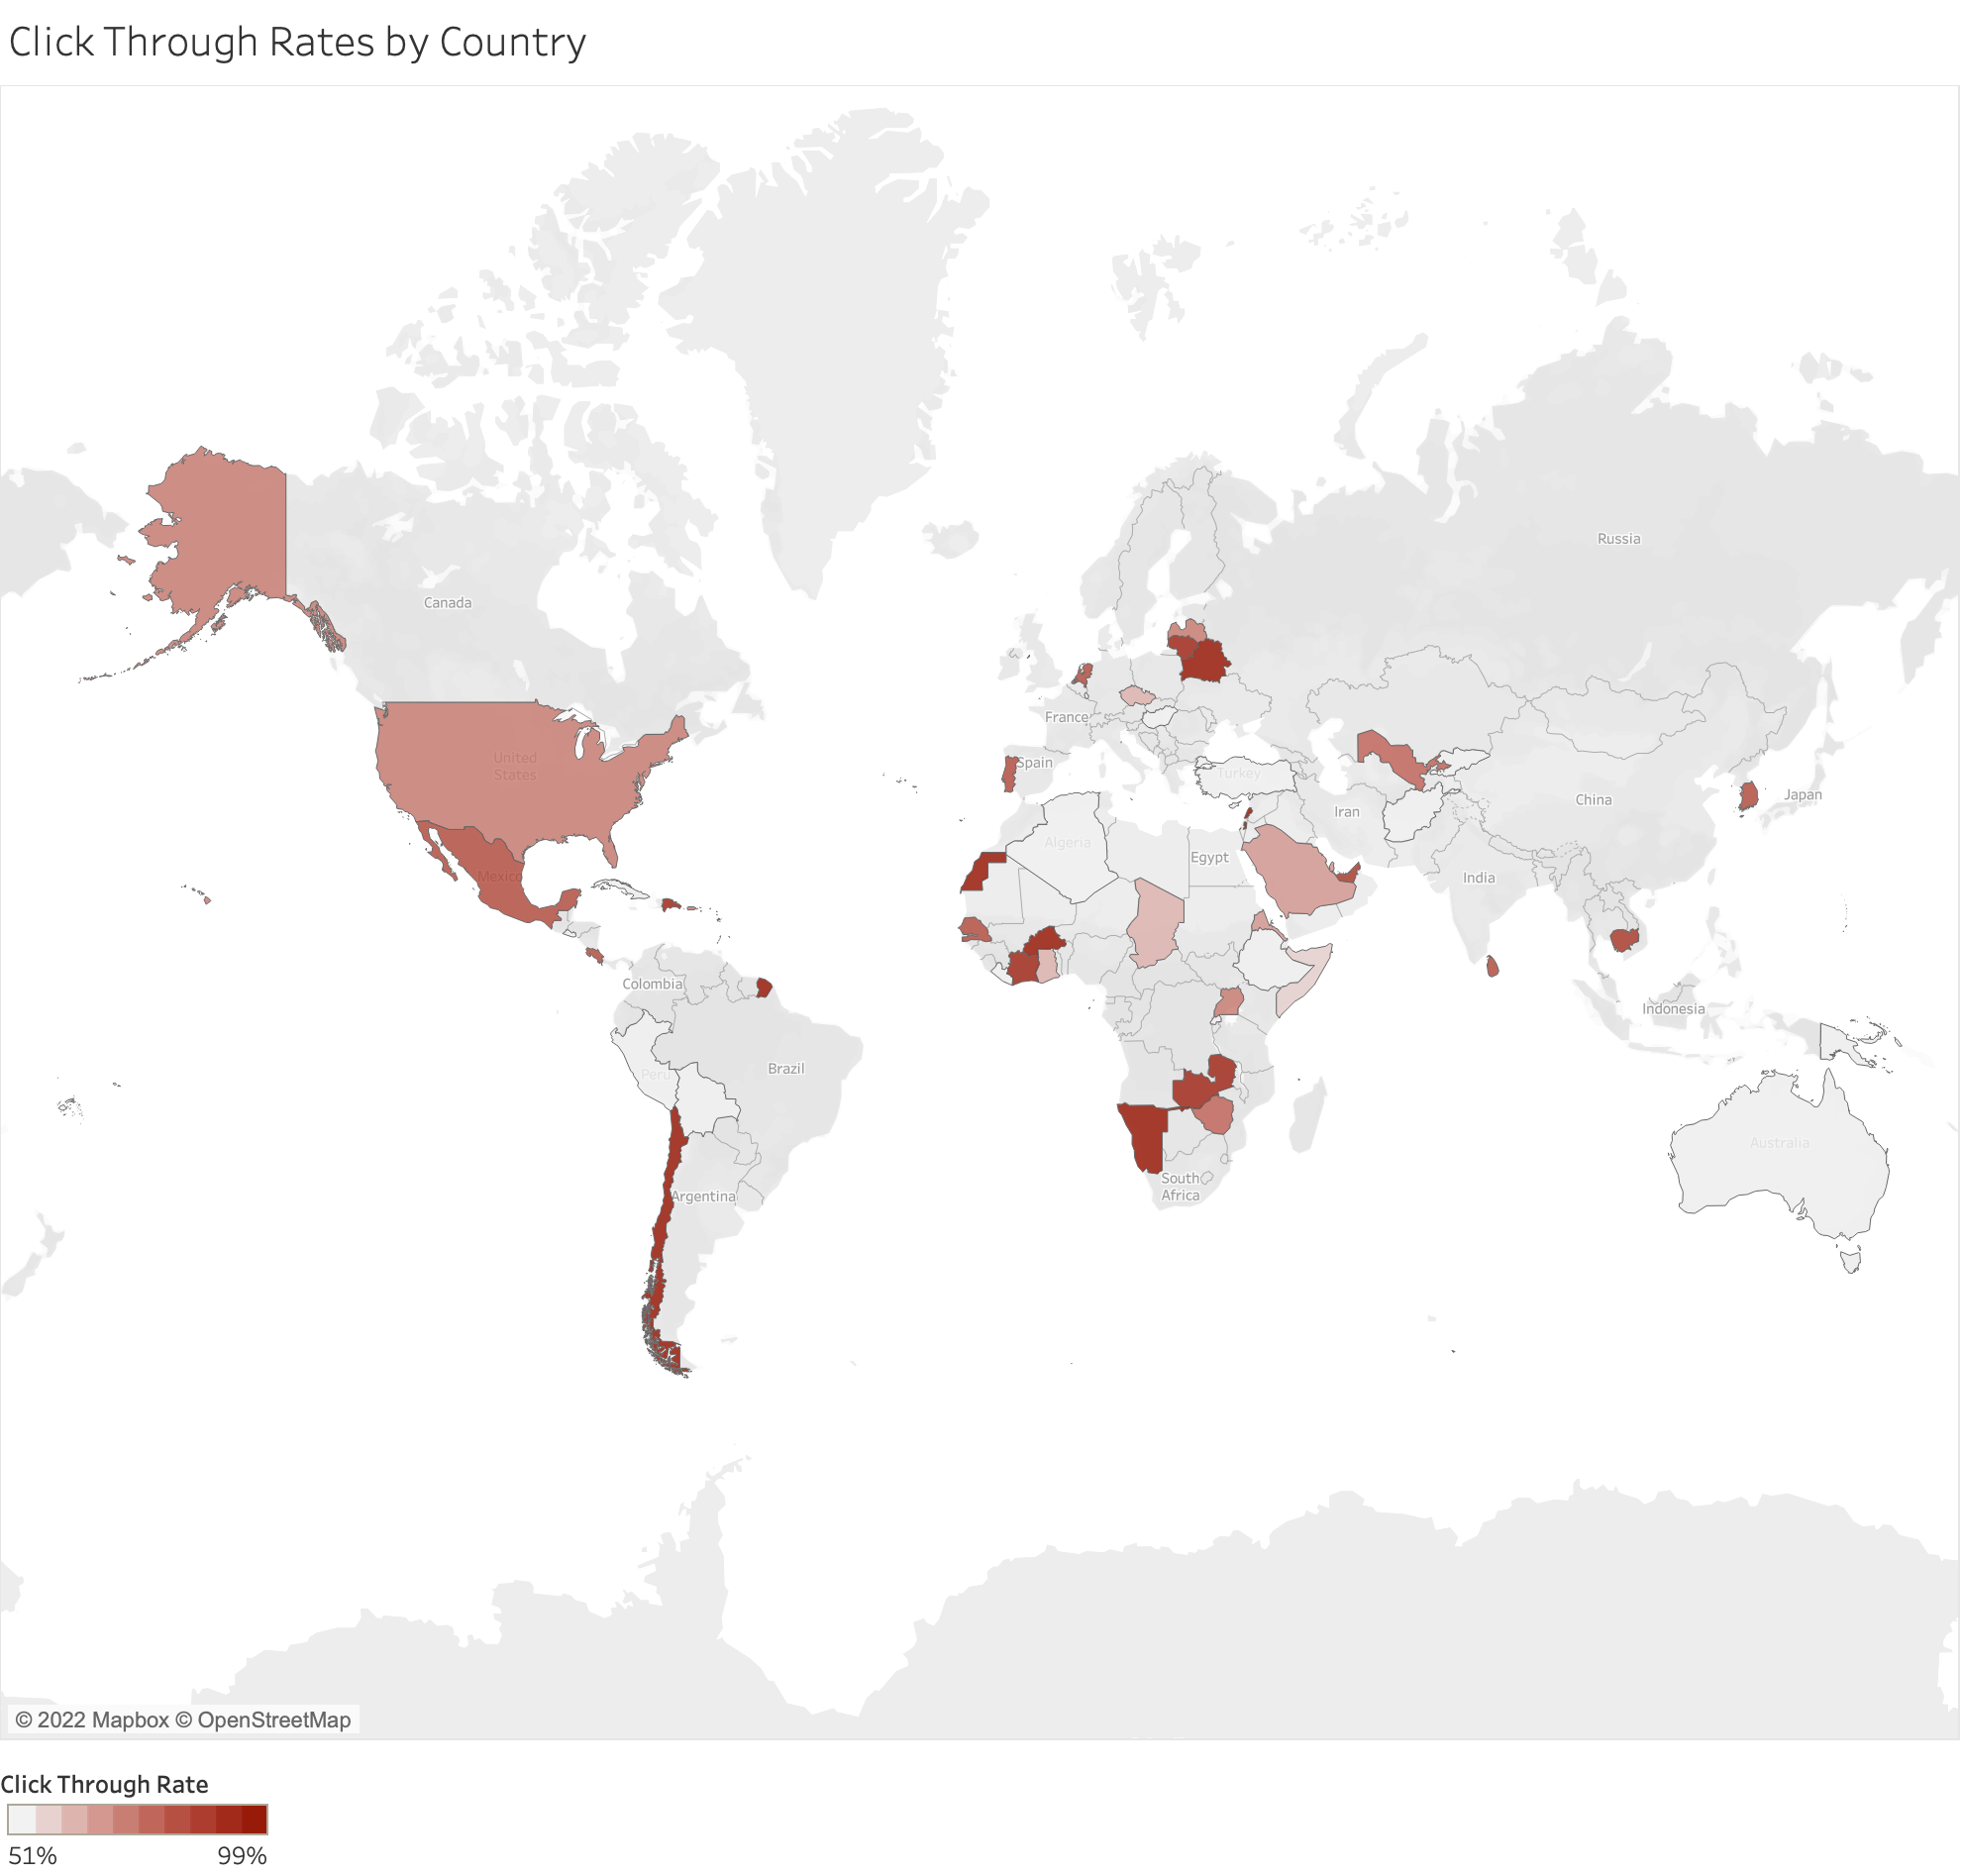 Click Through Rates by Country
Russia
Canada
United
States
France
Spain
Turkey
Iran
China
Japan
Mexico
Algeria
Egypt
India
Colombia
Indonesia
Peru
Brazil
Australia
South
Africa
Argentina
© 2022 Mapbox © OpenStreetMap
Click Through Rate
51%
99%